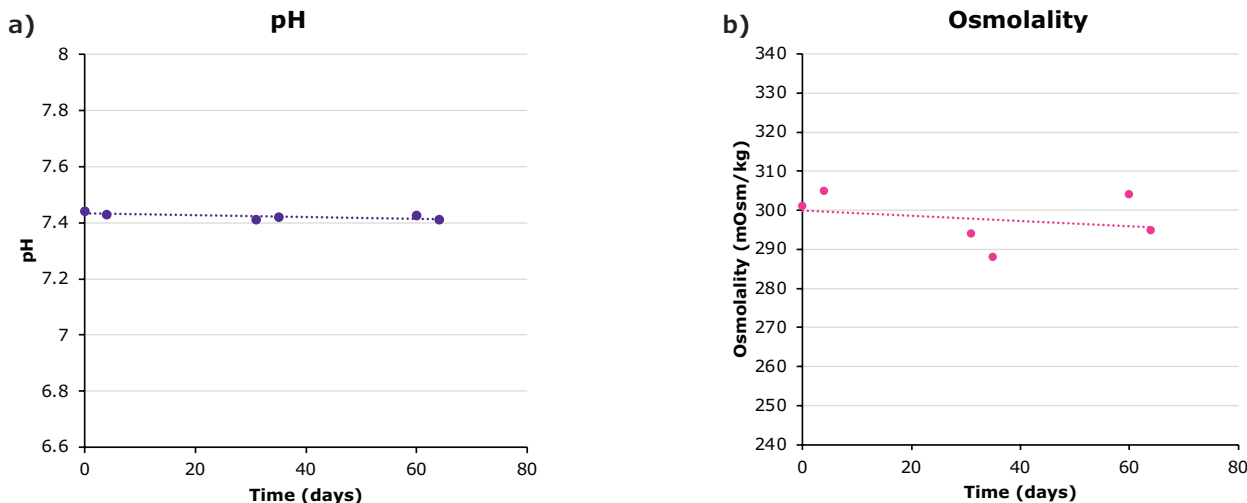 a)
pH
8
7.8
7.6
7.4
7.2
7
6.8
6.6
pH
0 20 40 60 80
Time (days)
b)
Osmolality
340
330
320
310
300
290
280
270
260
250
240
Osmolality (mOsm/kg)
0 20 40 60 80
Time (days)